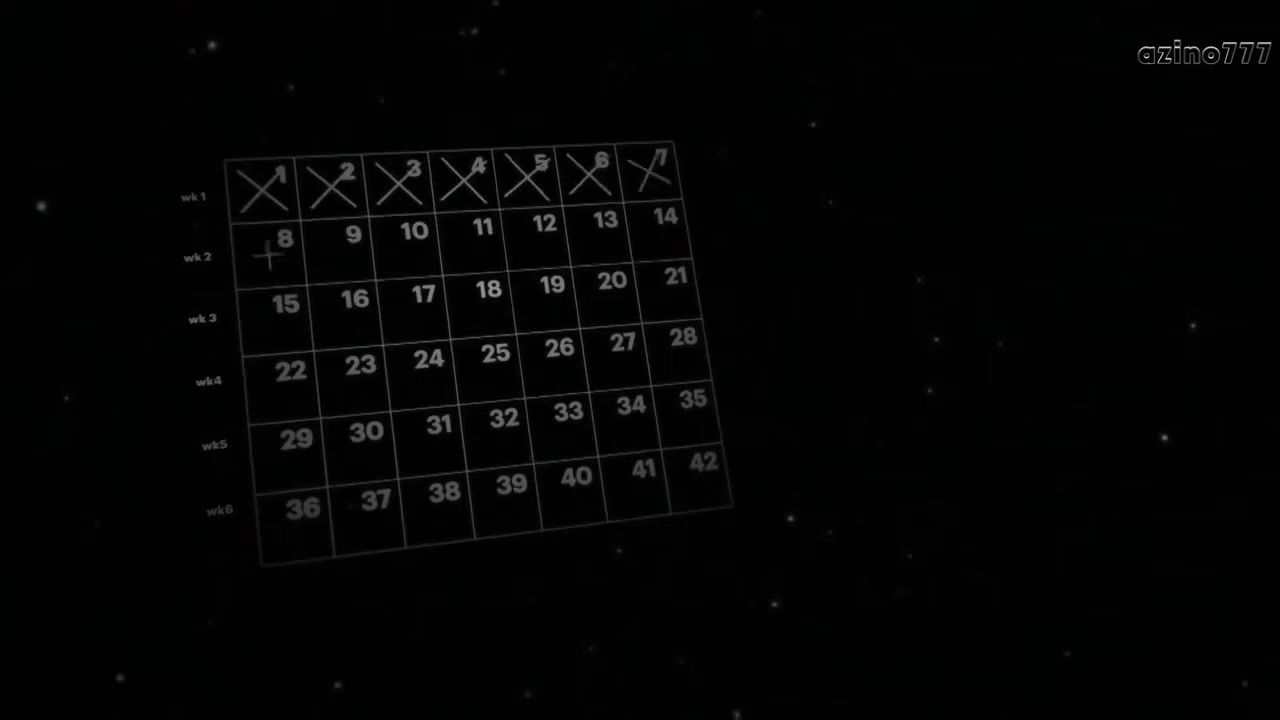 azino777
wk 1 1 2 3 4 5 6 7
wk 2 8 9 10 11 12 13 14
wk 3 15 16 17 18 19 20 21
wk4 22 23 24 25 26 27 28
wk5 29 30 31 32 33 34 35
wk6 36 37 38 39 40 41 42